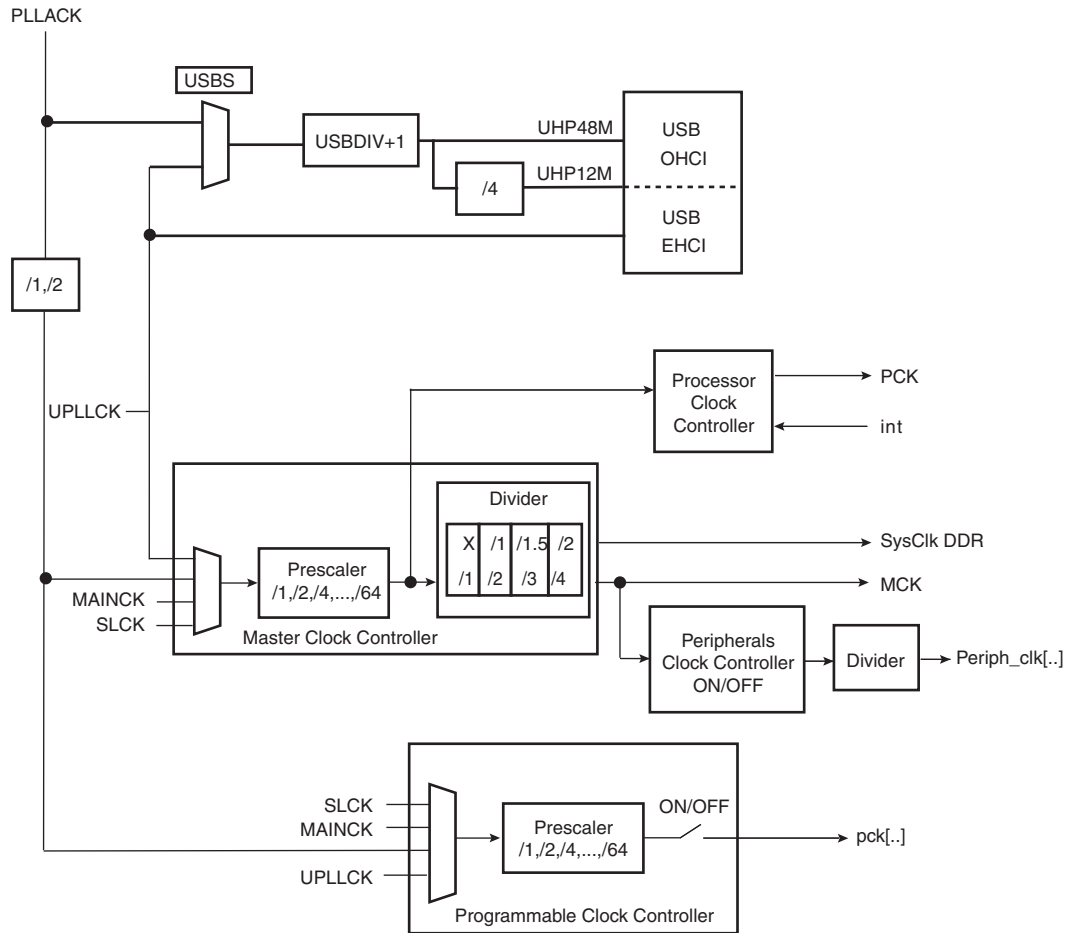 PLLACK
USBS
USBDIV+1
UHP48M
USB
OHCI
/4
UHP12M
USB
EHCI
/1,/2
Processor
Clock
Controller
PCK
int
UPLLCK
Divider
X /1 /1.5 /2
/1 /2 /3 /4
SysClk DDR
Prescaler
/1,/2,/4,...,/64
MCK
MAINCK
SLCK
Master Clock Controller
Peripherals
Clock Controller
ON/OFF
Divider
Periph_clk[..]
SLCK
MAINCK
UPLLCK
Prescaler
/1,/2,/4,...,/64
ON/OFF
pck[..]
Programmable Clock Controller